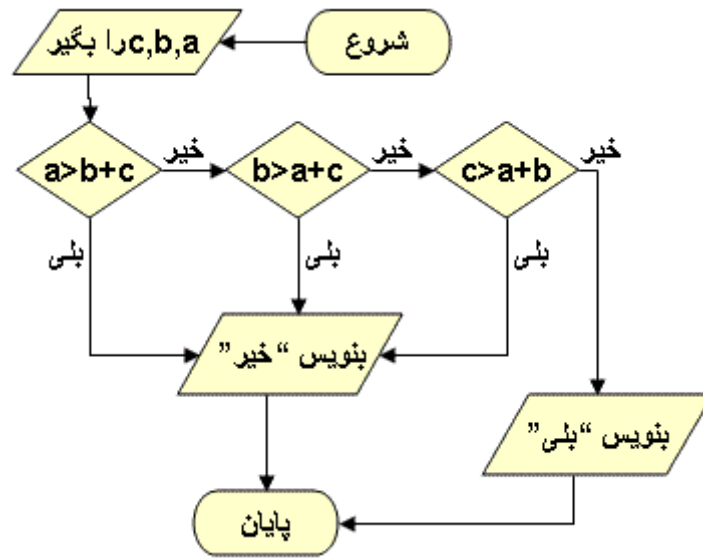 شروع
c,b,a را بگیر
a>b+c
خیر
b>a+c
خیر
c>a+b
خیر
بلی
بلی
بلی
بنویس “خیر”
بنویس “بلی”
پایان